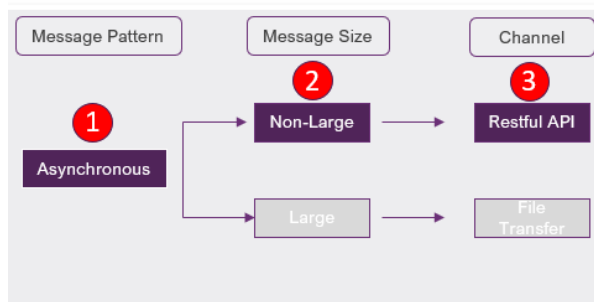 Message Pattern
Message Size
Channel
1
2
3
Asynchronous
Non-Large
Restful API
Large
File
Transfer